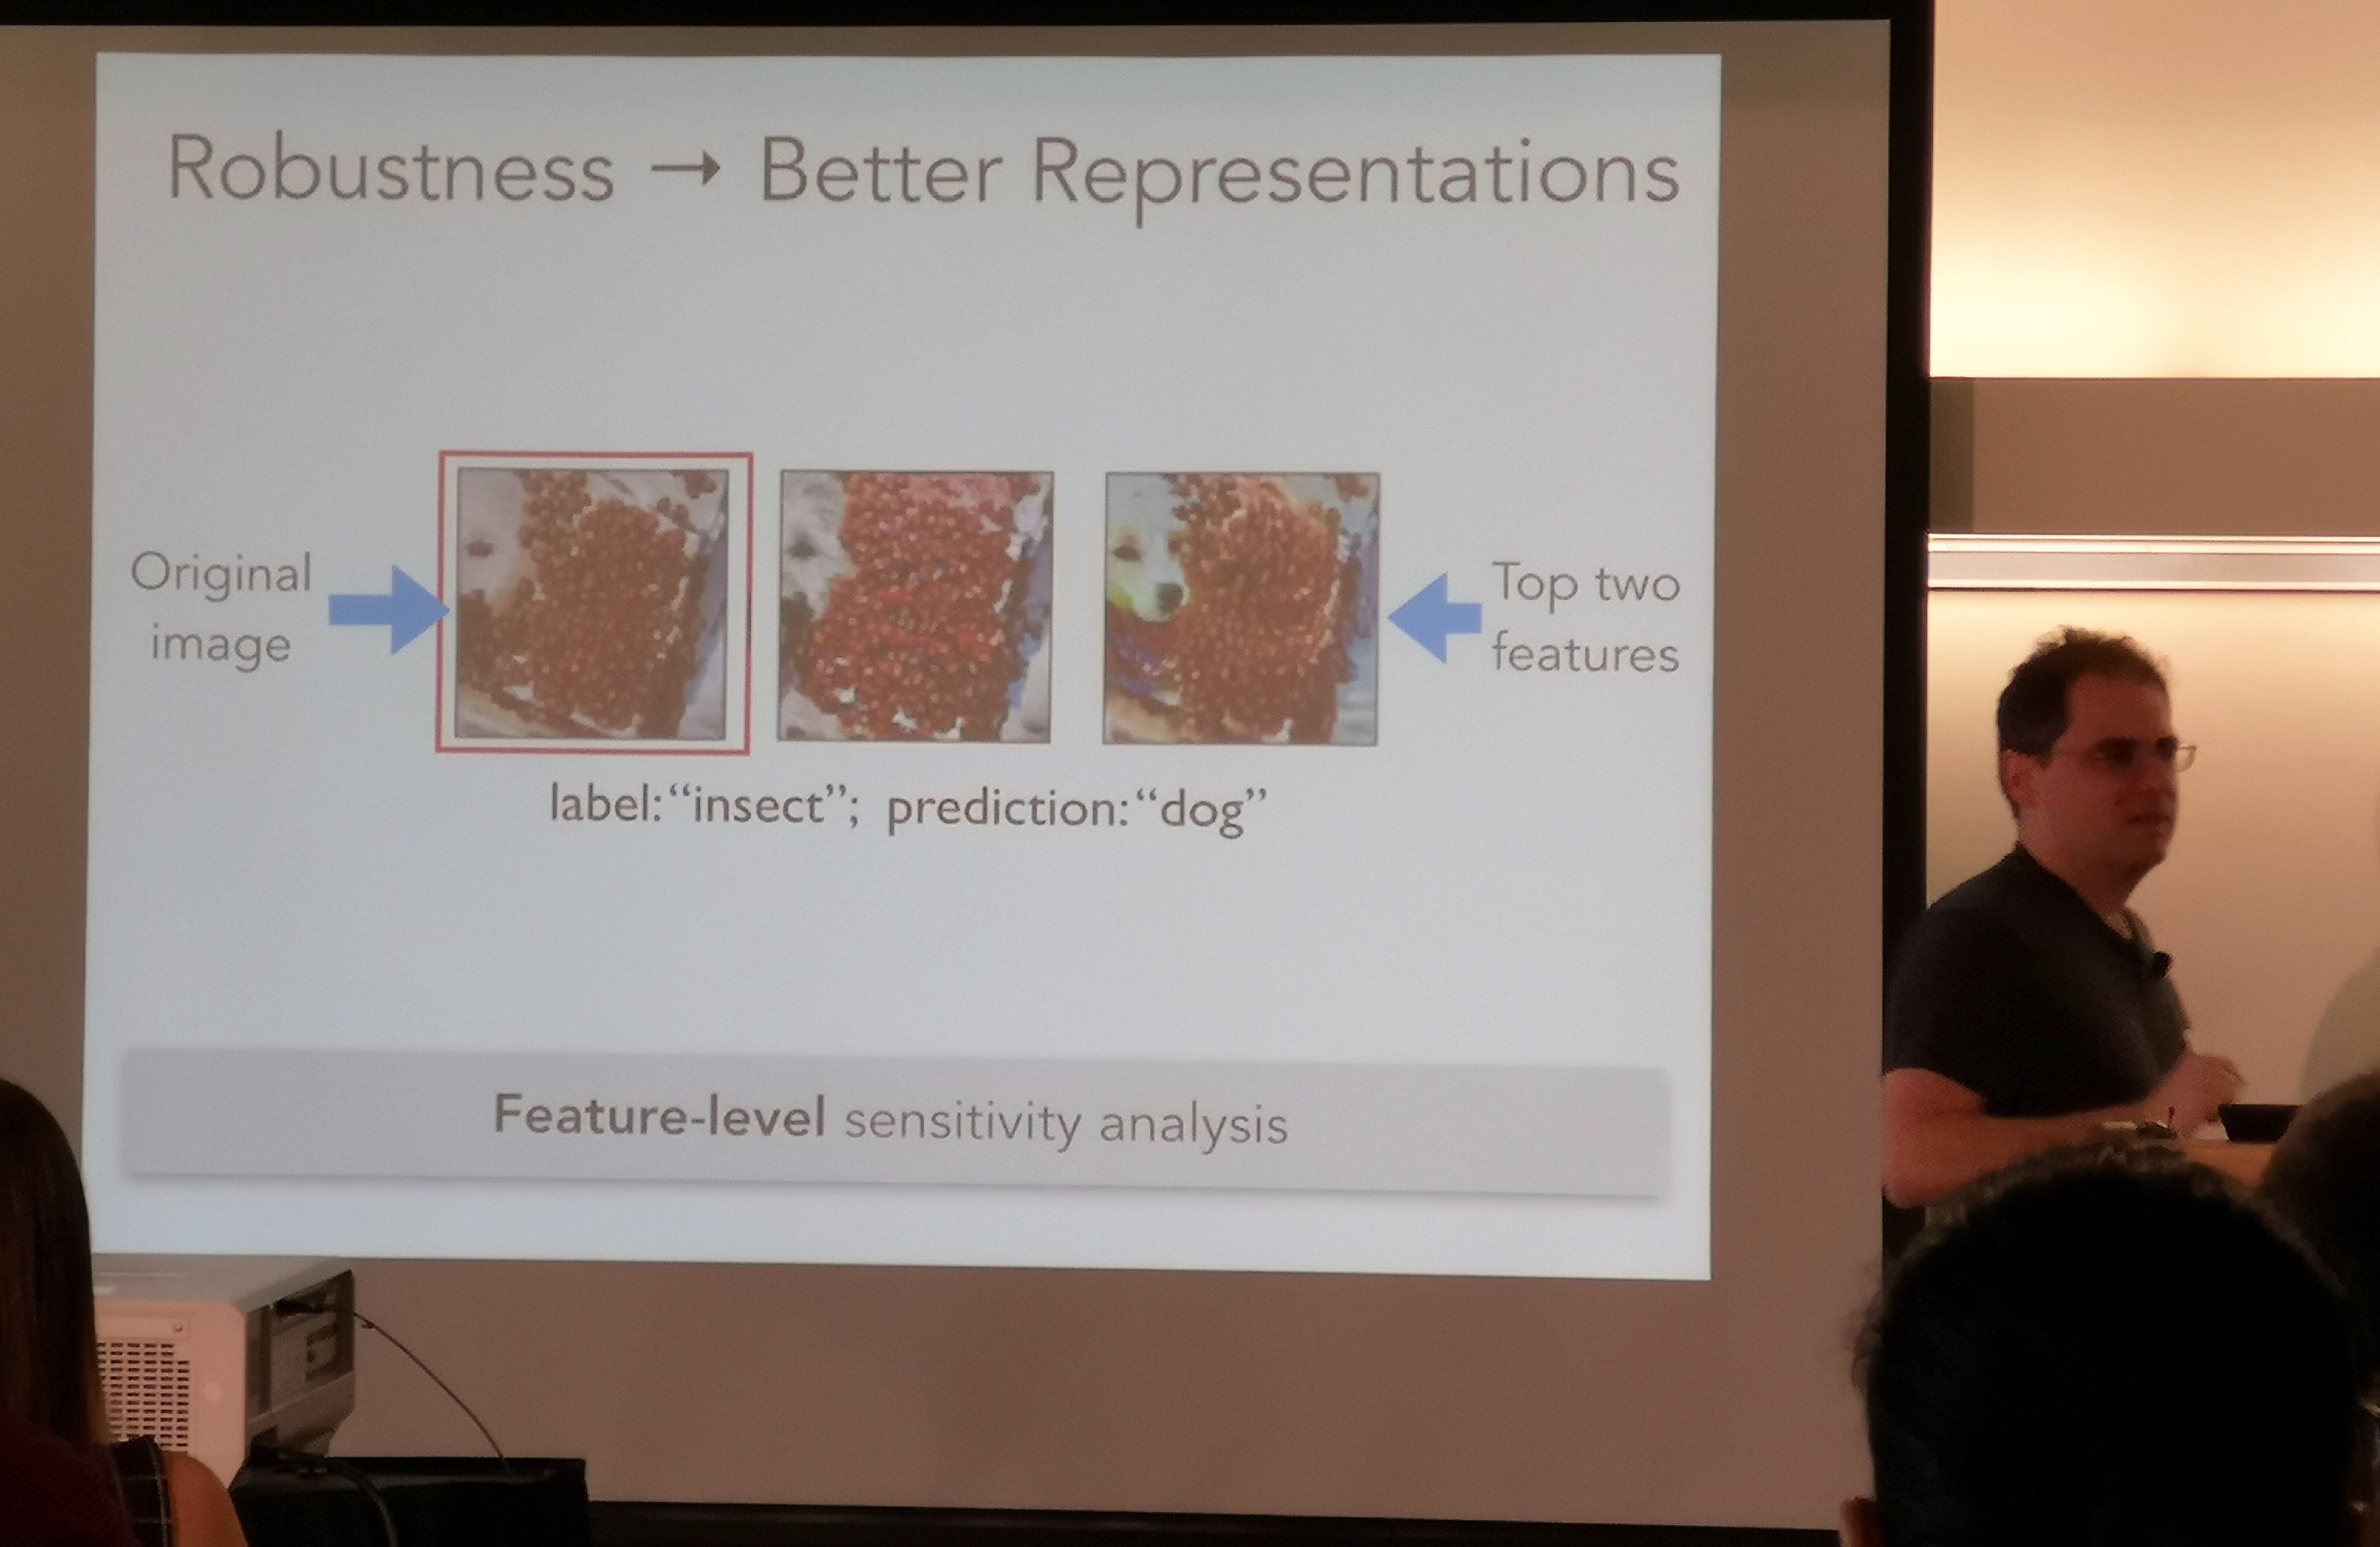 Robustness → Better Representations
Original
image
Top two
features
label:“insect”; prediction:“dog”
Feature-level sensitivity analysis